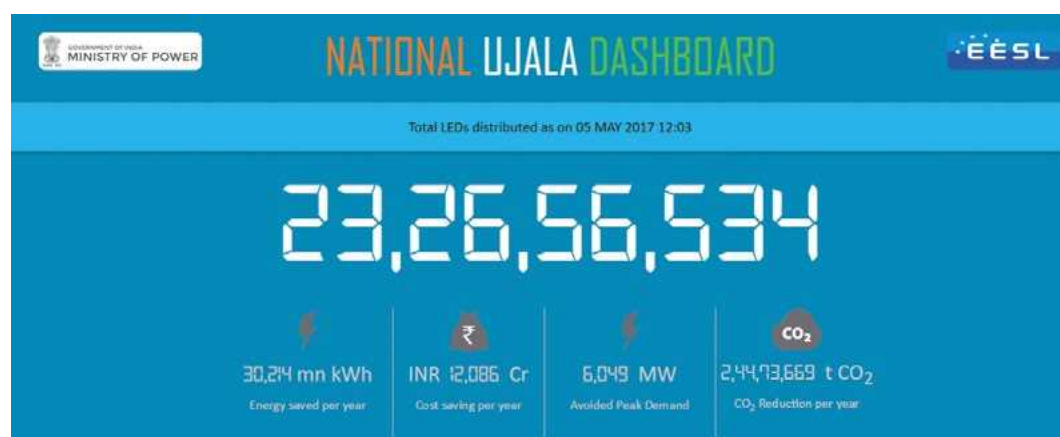 GOVERNMENT OF INDIA
MINISTRY OF POWER
NATIONAL UJALA DASHBOARD
EESL
Total LEDs distributed as on 05 MAY 2017 12:03
23,26,56,534
CO2
30,214 mn kWh
INR 12,086 Cr
6,049 MW
2,44,73,669 t CO2
Energy saved per year
Cost saving per year
Avoided Peak Demand
CO2 Reduction per year